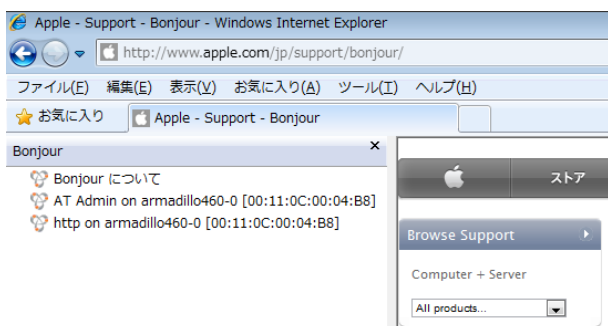 Apple - Support - Bonjour - Windows Internet Explorer
http://www.apple.com/jp/support/bonjour/
ファイル(F) 編集(E) 表示(V) お気に入り(A) ツール(T) ヘルプ(H)
お気に入り Apple - Support - Bonjour
Bonjour ×
Bonjour について
AT Admin on armadillo460-0 [00:11:0C:00:04:B8]
http on armadillo460-0 [00:11:0C:00:04:B8]
ストア
Browse Support
Computer + Server
All products...